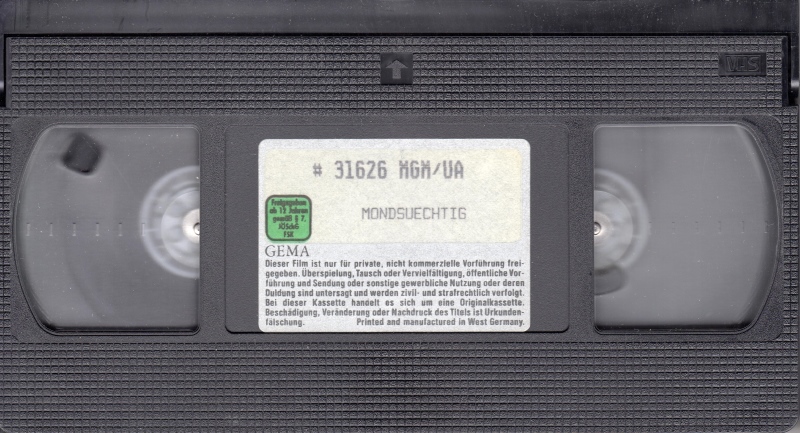 VHS
# 31626 MGM/UA
MONDSUECHTIG
Freigegeben
ab 12 Jahren
gemäß § 7.
JÖSchG
FSK
GEMA
Dieser Film ist nur für private, nicht kommerzielle Vorführung frei-
gegeben. Überspielung, Tausch oder Vervielfältigung, öffentliche Vor-
führung und Sendung oder sonstige gewerbliche Nutzung oder deren
Duldung sind untersagt und werden zivil- und strafrechtlich verfolgt.
Bei dieser Kassette handelt es sich um eine Originalkassette.
Beschädigung, Veränderung oder Nachdruck des Titels ist Urkunden-
fälschung. Printed and manufactured in West Germany.